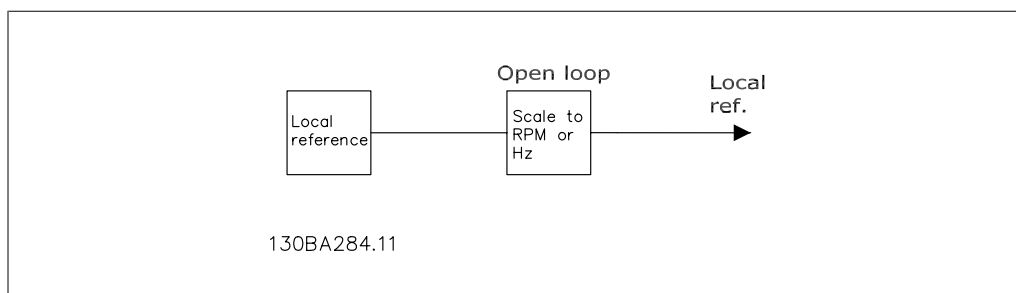 Open loop
Local
ref.
Local
reference
Scale to
RPM or
Hz
130BA284.11